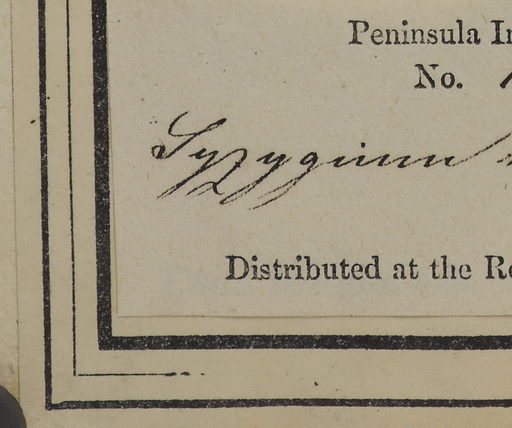 Peninsula In
No.
Syzygium
Distributed at the Ro